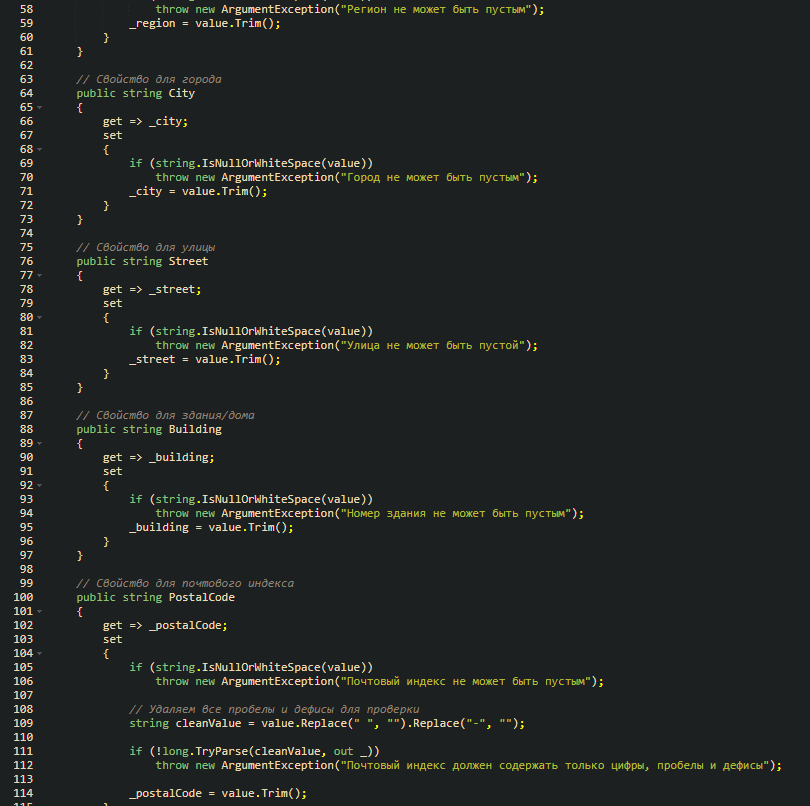 58 throw new ArgumentException("Регион не может быть пустым");
59 _region = value.Trim();
60 }
61 }
62
63 // Свойство для города
64 public string City
65 {
66 get => _city;
67 set
68 {
69 if (string.IsNullOrWhiteSpace(value))
70 throw new ArgumentException("Город не может быть пустым");
71 _city = value.Trim();
72 }
73 }
74
75 // Свойство для улицы
76 public string Street
77 {
78 get => _street;
79 set
80 {
81 if (string.IsNullOrWhiteSpace(value))
82 throw new ArgumentException("Улица не может быть пустой");
83 _street = value.Trim();
84 }
85 }
86
87 // Свойство для здания/дома
88 public string Building
89 {
90 get => _building;
91 set
92 {
93 if (string.IsNullOrWhiteSpace(value))
94 throw new ArgumentException("Номер здания не может быть пустым");
95 _building = value.Trim();
96 }
97 }
98
99 // Свойство для почтового индекса
100 public string PostalCode
101 {
102 get => _postalCode;
103 set
104 {
105 if (string.IsNullOrWhiteSpace(value))
106 throw new ArgumentException("Почтовый индекс не может быть пустым");
107
108 // Удаляем все пробелы и дефисы для проверки
109 string cleanValue = value.Replace(" ", "").Replace("-", "");
110
111 if (!long.TryParse(cleanValue, out _))
112 throw new ArgumentException("Почтовый индекс должен содержать только цифры, пробелы и дефисы");
113
114 _postalCode = value.Trim();